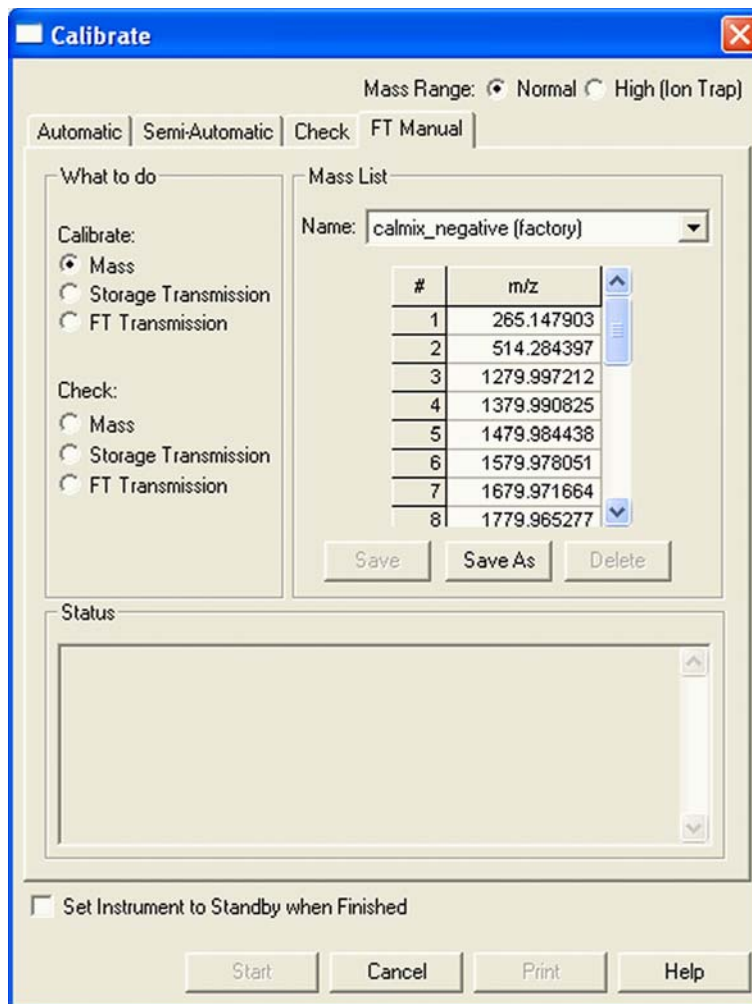 Calibrate
Mass Range: Normal High (Ion Trap)
Automatic Semi-Automatic Check FT Manual
What to do
Calibrate:
Mass
Storage Transmission
FT Transmission
Check:
Mass
Storage Transmission
FT Transmission
Mass List
Name: calmix_negative (factory)
# m/z
1 265.147903
2 514.284397
3 1279.997212
4 1379.990825
5 1479.984438
6 1579.978051
7 1679.971664
8 1779.965277
Save Save As Delete
Status
Set Instrument to Standby when Finished
Start Cancel Print Help